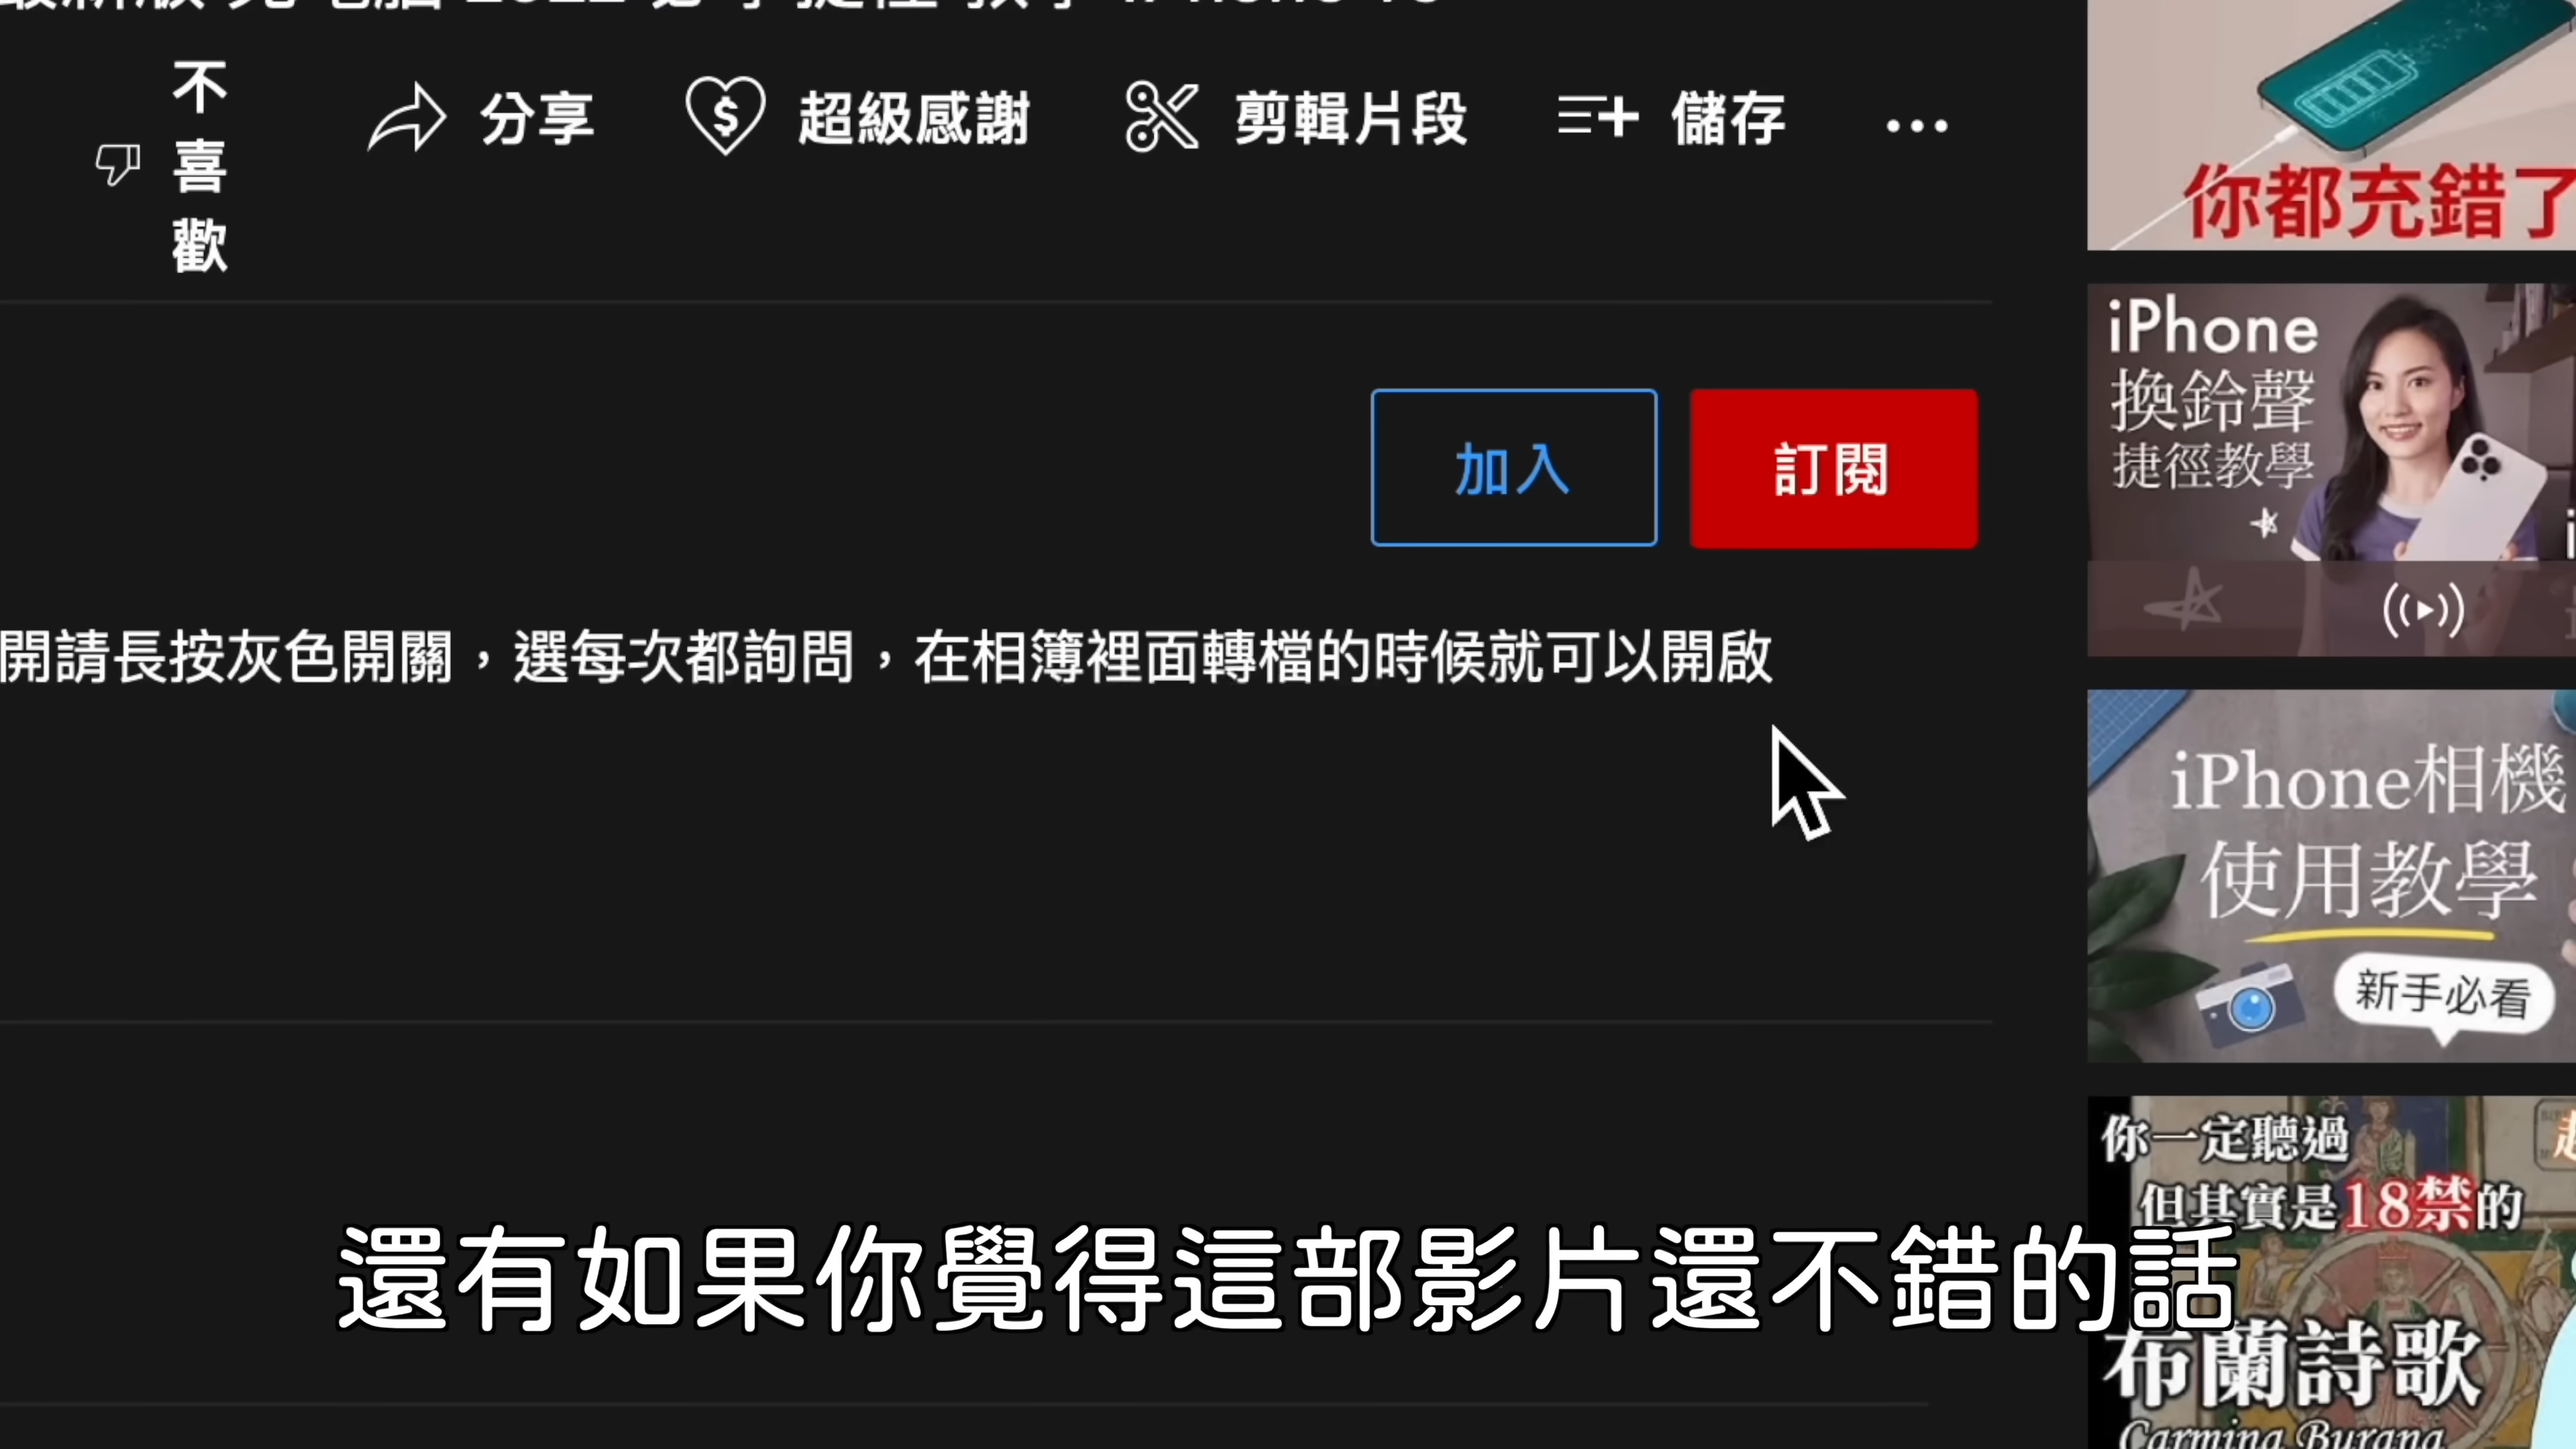 不喜歡
分享
超級感謝
剪輯片段
儲存
加入
訂閱
開請長按灰色開關，選每次都詢問，在相簿裡面轉檔的時候就可以開啟
你都充錯了
iPhone
換鈴聲
捷徑教學
iPhone相機
使用教學
新手必看
你一定聽過
但其實是18禁的
布蘭詩歌
Carmina Burana
還有如果你覺得這部影片還不錯的話